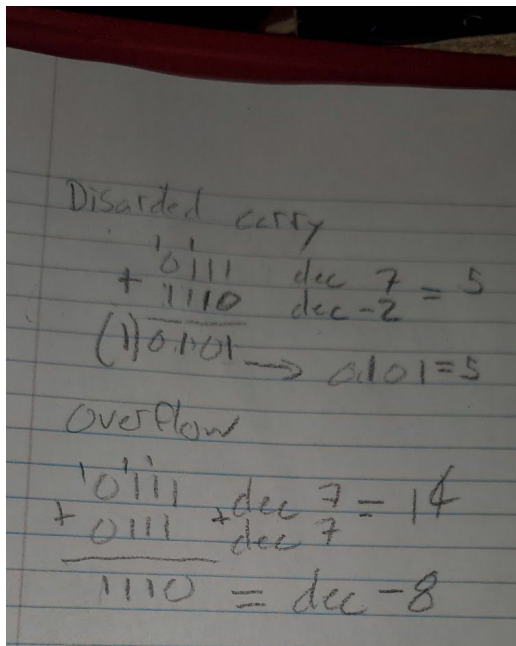 Disarded carry
1 1
0111 dec 7 = 5
+ 1110 dec -2
(1)0101 → 0101=5
Overflow
1 1 1
0111 + dec 7 = 14
+ 0111 dec 7
1110 = dec -8